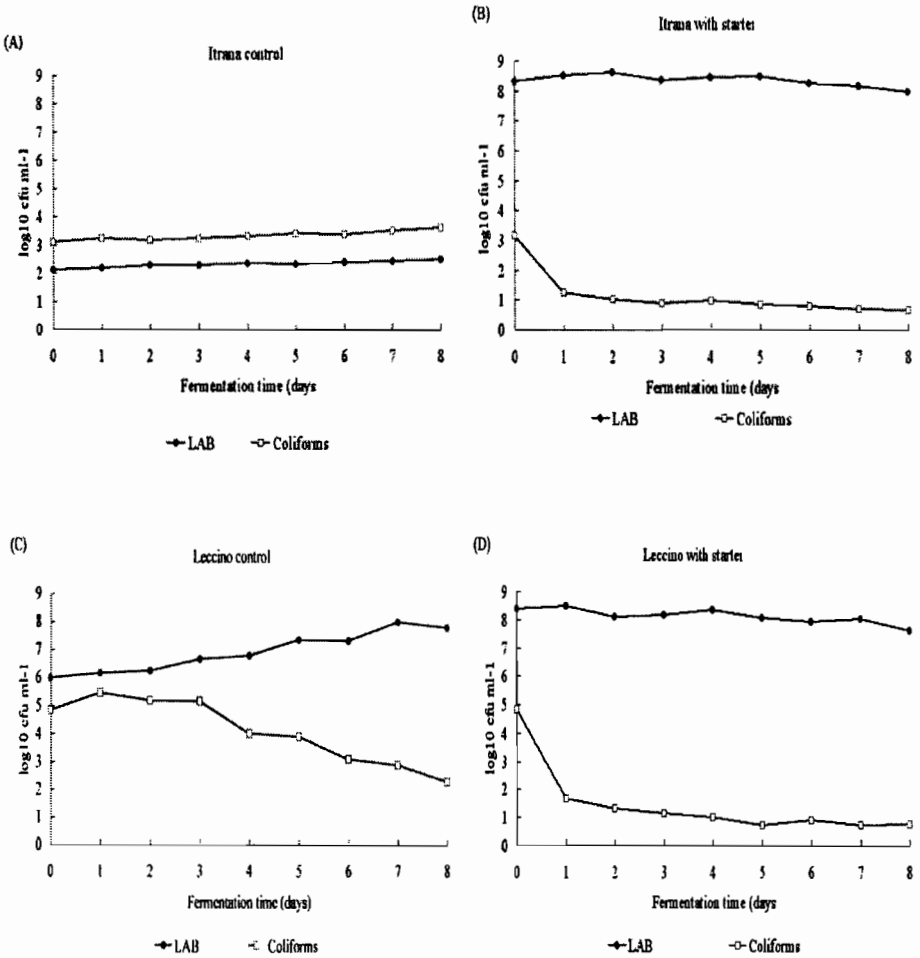 (A)
Itrana control
log10 cfu ml-1
9
8
7
6
5
4
3
2
1
0
0 1 2 3 4 5 6 7 8
Fermentation time (days
LAB Coliforms
(B)
Itrana with starter
log10 cfu ml-1
9
8
7
6
5
4
3
2
1
0
0 1 2 3 4 5 6 7 8
Fermentation time (days
LAB Coliforms
(C)
Leccino control
log10 cfu ml-1
9
8
7
6
5
4
3
2
1
0
0 1 2 3 4 5 6 7 8
Fermentation time (days)
LAB Coliforms
(D)
Leccino with starter
log10 cfu ml-1
9
8
7
6
5
4
3
2
1
0
0 1 2 3 4 5 6 7 8
Fermentation time (days
LAB Coliforms